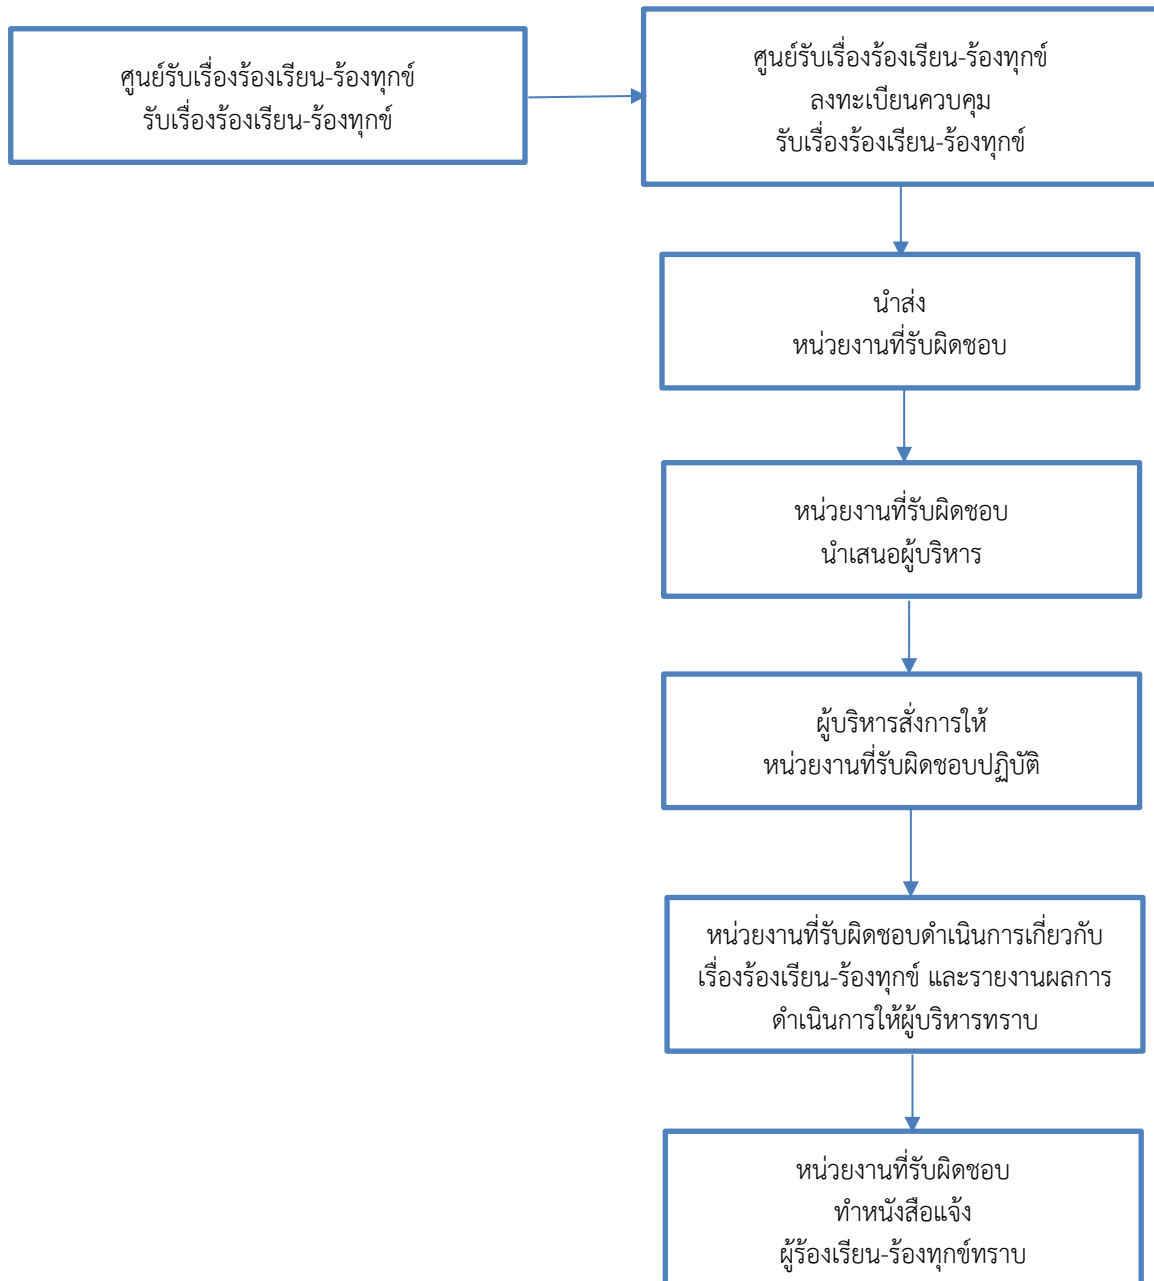 ศูนย์รับเรื่องร้องเรียน-ร้องทุกข์
รับเรื่องร้องเรียน-ร้องทุกข์
ศูนย์รับเรื่องร้องเรียน-ร้องทุกข์
ลงทะเบียนควบคุม
รับเรื่องร้องเรียน-ร้องทุกข์
นำส่ง
หน่วยงานที่รับผิดชอบ
หน่วยงานที่รับผิดชอบ
นำเสนอผู้บริหาร
ผู้บริหารสั่งการให้
หน่วยงานที่รับผิดชอบปฏิบัติ
หน่วยงานที่รับผิดชอบดำเนินการเกี่ยวกับ
เรื่องร้องเรียน-ร้องทุกข์ และรายงานผลการ
ดำเนินการให้ผู้บริหารทราบ
หน่วยงานที่รับผิดชอบ
ทำหนังสือแจ้ง
ผู้ร้องเรียน-ร้องทุกข์ทราบ